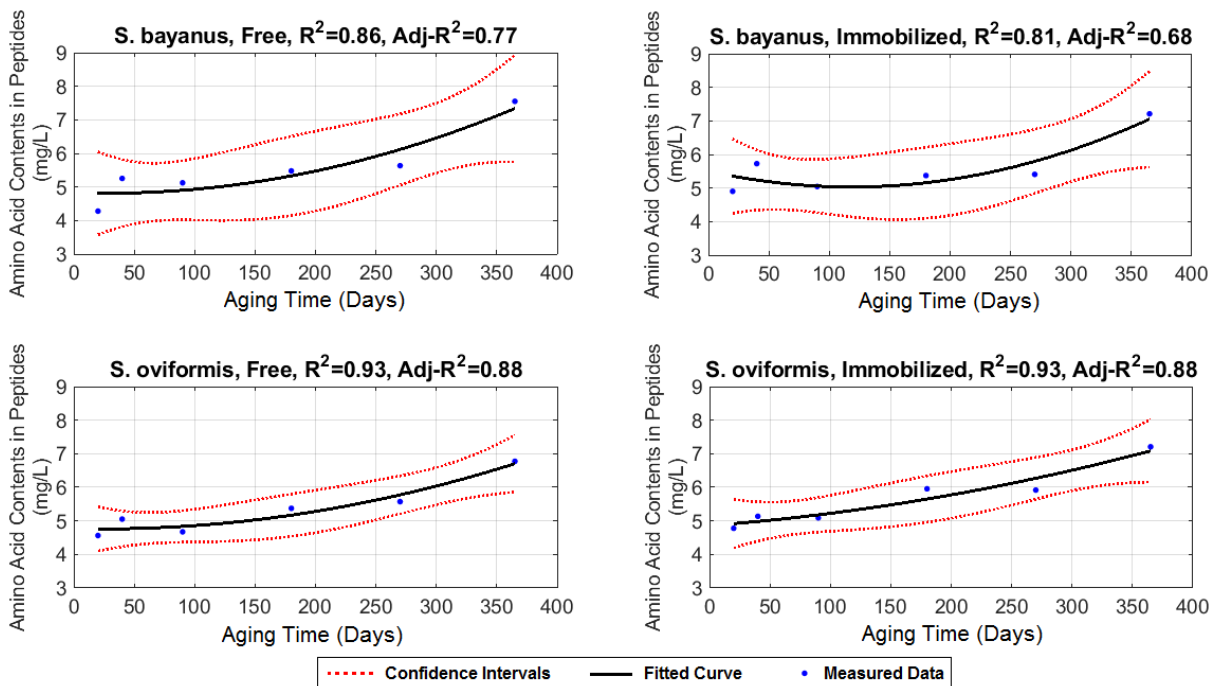 S. bayanus, Free, R²=0.86, Adj-R²=0.77
Amino Acid Contents in Peptides
(mg/L)
9
8
7
6
5
4
3
0 50 100 150 200 250 300 350 400
Aging Time (Days)
S. bayanus, Immobilized, R²=0.81, Adj-R²=0.68
Amino Acid Contents in Peptides
(mg/L)
9
8
7
6
5
4
3
0 50 100 150 200 250 300 350 400
Aging Time (Days)
S. oviformis, Free, R²=0.93, Adj-R²=0.88
Amino Acid Contents in Peptides
(mg/L)
9
8
7
6
5
4
3
0 50 100 150 200 250 300 350 400
Aging Time (Days)
S. oviformis, Immobilized, R²=0.93, Adj-R²=0.88
Amino Acid Contents in Peptides
(mg/L)
9
8
7
6
5
4
3
0 50 100 150 200 250 300 350 400
Aging Time (Days)
Confidence Intervals Fitted Curve Measured Data